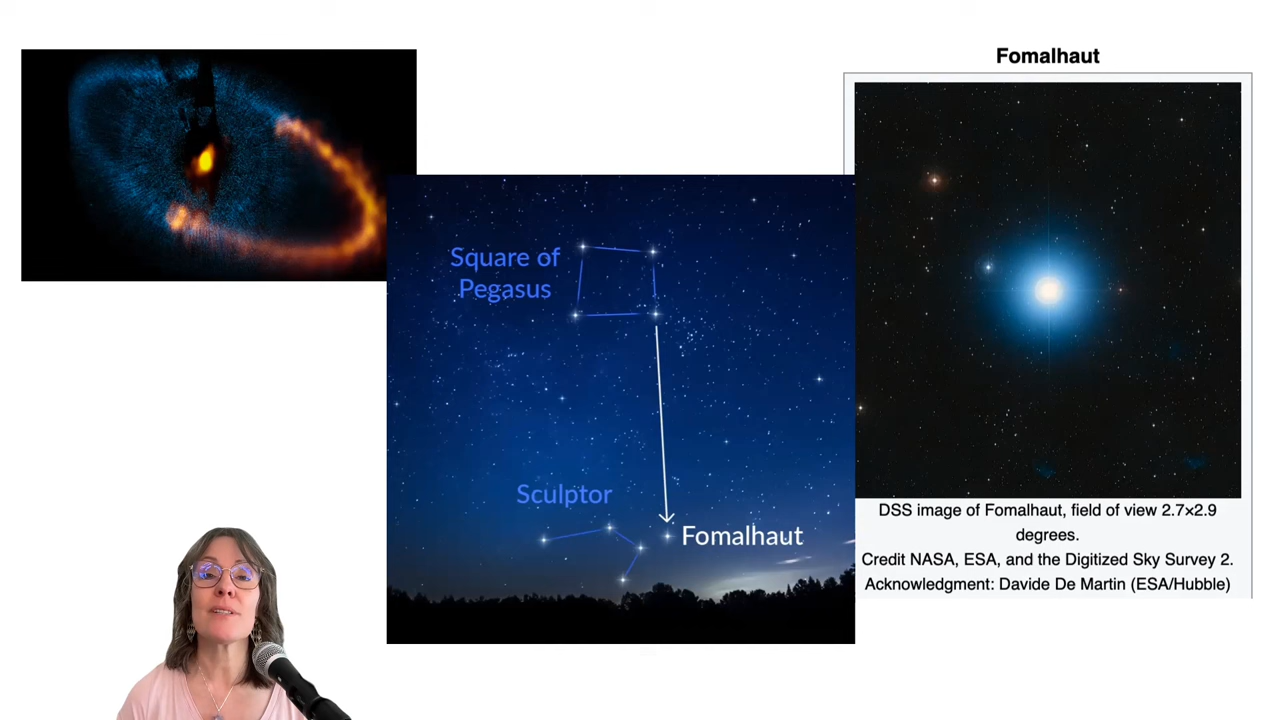 Fomalhaut
Square of
Pegasus
Sculptor
Fomalhaut
DSS image of Fomalhaut, field of view 2.7×2.9
degrees.
Credit NASA, ESA, and the Digitized Sky Survey 2.
Acknowledgment: Davide De Martin (ESA/Hubble)